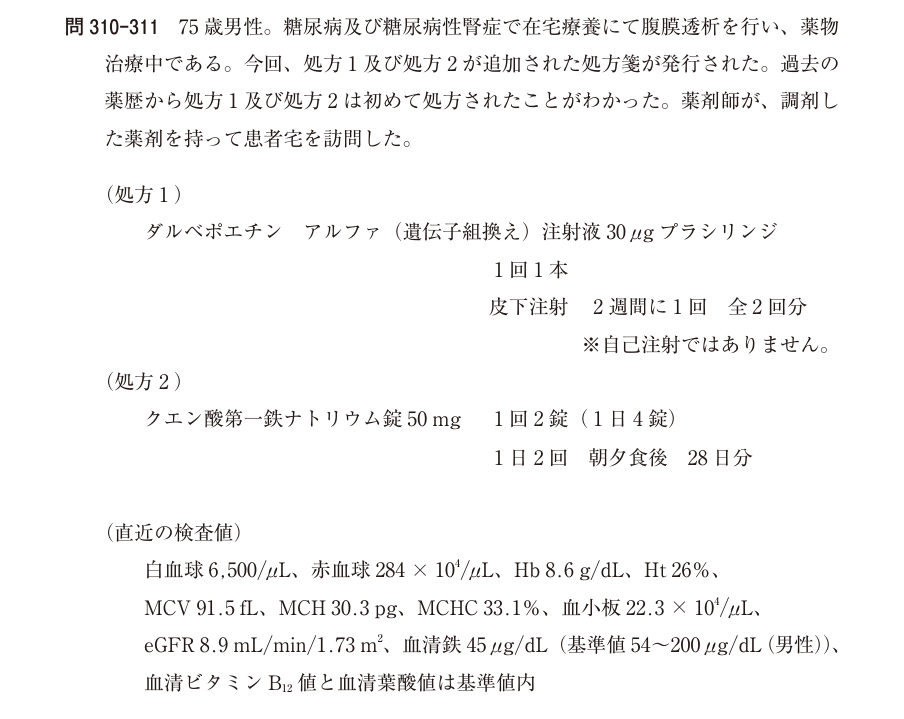 問 310-311　75 歳男性。糖尿病及び糖尿病性腎症で在宅療養にて腹膜透析を行い、薬物
治療中である。今回、処方１及び処方２が追加された処方箋が発行された。過去の
薬歴から処方１及び処方２は初めて処方されたことがわかった。薬剤師が、調剤し
た薬剤を持って患者宅を訪問した。
（処方１）
ダルベポエチン　アルファ（遺伝子組換え）注射液 30 μg プラシリンジ
１回１本
皮下注射　２週間に１回　全２回分
※自己注射ではありません。
（処方２）
クエン酸第一鉄ナトリウム錠 50 mg　１回２錠（１日４錠）
１日２回　朝夕食後　28 日分
（直近の検査値）
白血球 6,500/μL、赤血球 284 × 10⁴/μL、Hb 8.6 g/dL、Ht 26%、
MCV 91.5 fL、MCH 30.3 pg、MCHC 33.1%、血小板 22.3 × 10⁴/μL、
eGFR 8.9 mL/min/1.73 m²、血清鉄 45 μg/dL（基準値 54〜200 μg/dL（男性））、
血清ビタミン B₁₂ 値と血清葉酸値は基準値内